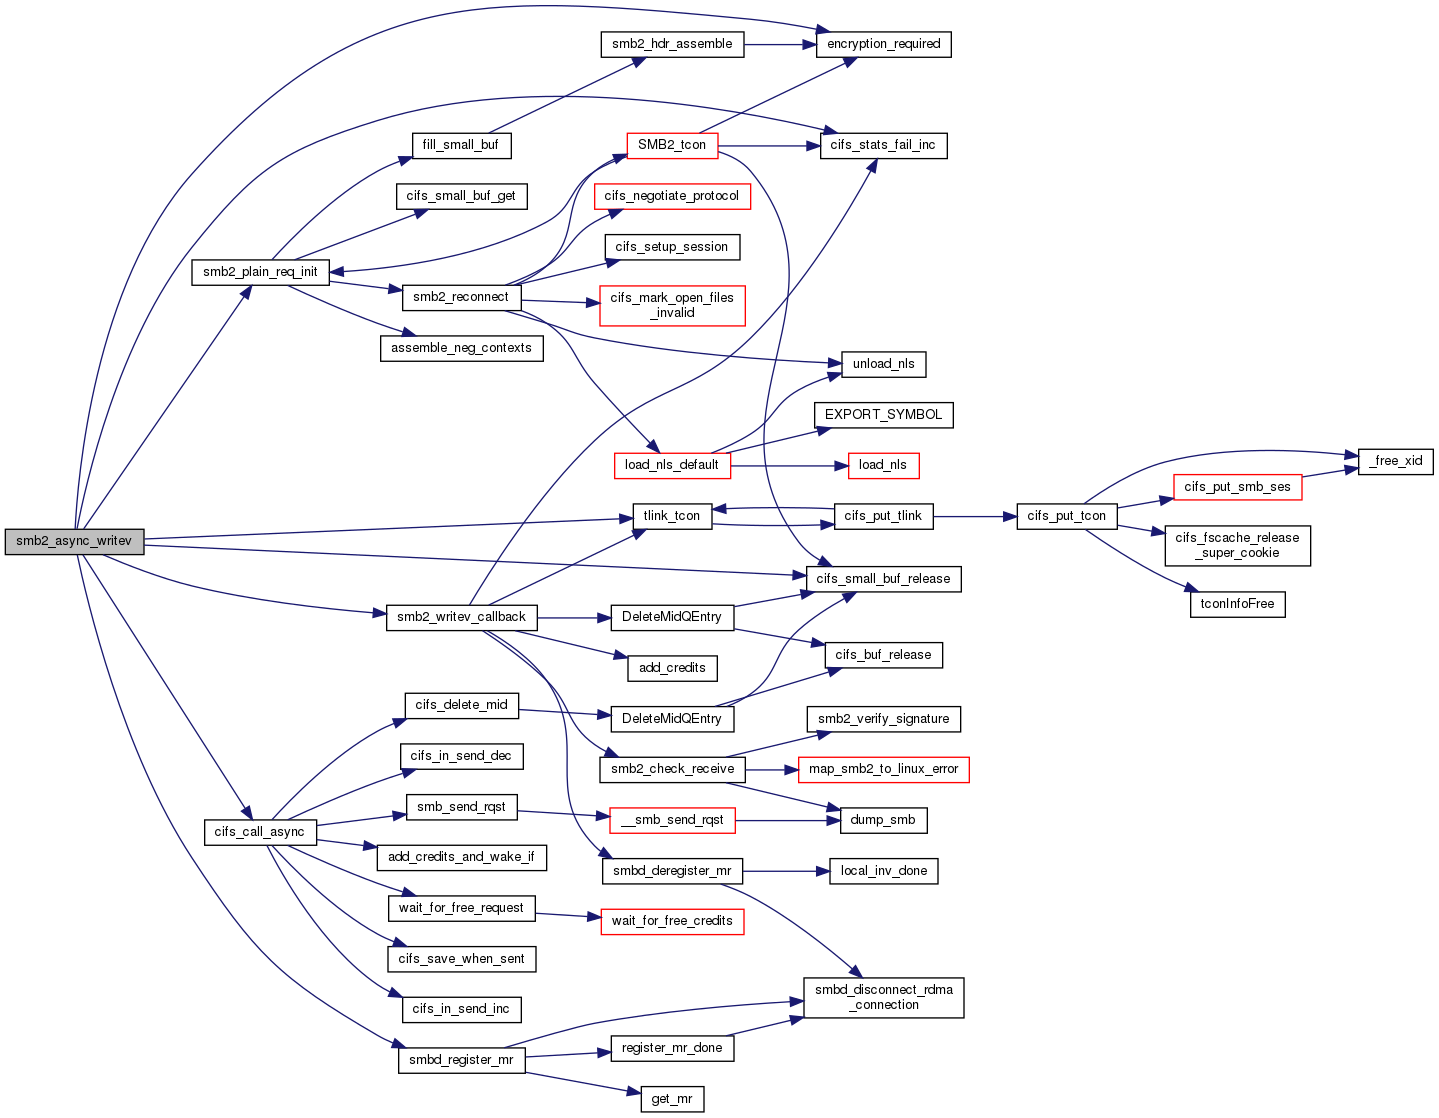 smb2_hdr_assemble
encryption_required
fill_small_buf
SMB2_tcon
cifs_stats_fail_inc
cifs_small_buf_get
cifs_negotiate_protocol
cifs_setup_session
smb2_plain_req_init
smb2_reconnect
cifs_mark_open_files
_invalid
assemble_neg_contexts
unload_nls
EXPORT_SYMBOL
load_nls_default
load_nls
_free_xid
cifs_put_smb_ses
tlink_tcon
cifs_put_tlink
cifs_put_tcon
smb2_async_writev
cifs_fscache_release
_super_cookie
cifs_small_buf_release
tconInfoFree
smb2_writev_callback
DeleteMidQEntry
cifs_buf_release
add_credits
cifs_delete_mid
DeleteMidQEntry
smb2_verify_signature
cifs_in_send_dec
smb2_check_receive
map_smb2_to_linux_error
smb_send_rqst
__smb_send_rqst
dump_smb
cifs_call_async
add_credits_and_wake_if
smbd_deregister_mr
local_inv_done
wait_for_free_request
wait_for_free_credits
cifs_save_when_sent
smbd_disconnect_rdma
_connection
cifs_in_send_inc
register_mr_done
smbd_register_mr
get_mr